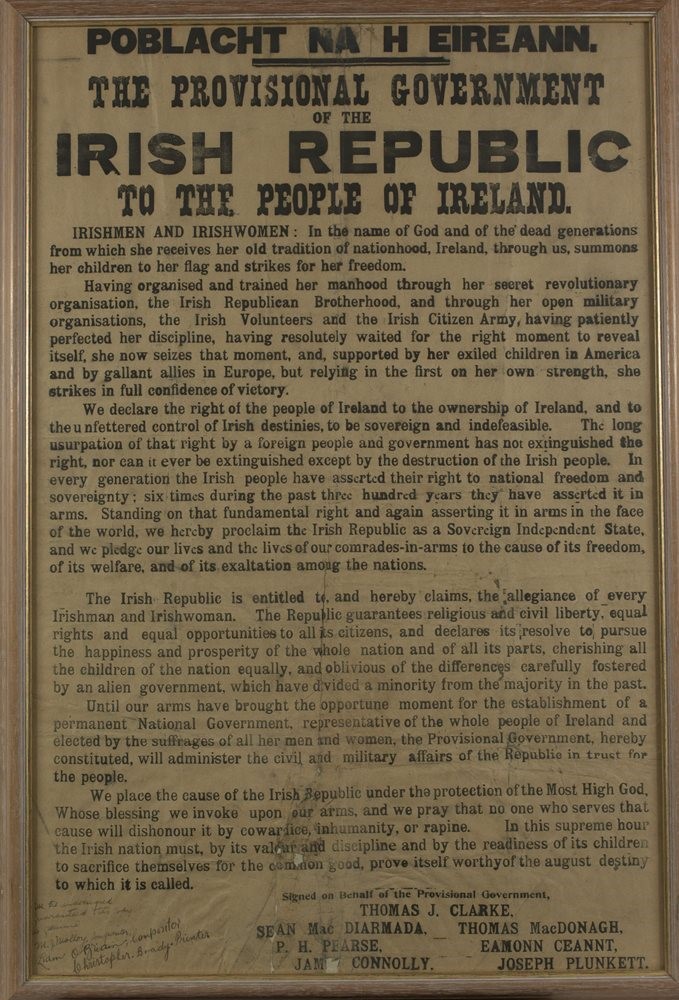 POBLACHT NA H EIREANN.
THE PROVISIONAL GOVERNMENT
OF THE
IRISH REPUBLIC
TO THE PEOPLE OF IRELAND.
IRISHMEN AND IRISHWOMEN: In the name of God and of the dead generations
from which she receives her old tradition of nationhood, Ireland, through us, summons
her children to her flag and strikes for her freedom.
Having organised and trained her manhood through her secret revolutionary
organisation, the Irish Republican Brotherhood, and through her open military
organisations, the Irish Volunteers and the Irish Citizen Army, having patiently
perfected her discipline, having resolutely waited for the right moment to reveal
itself, she now seizes that moment, and, supported by her exiled children in America
and by gallant allies in Europe, but relying in the first on her own strength, she
strikes in full confidence of victory.
We declare the right of the people of Ireland to the ownership of Ireland, and to
the u nfettered control of Irish destinies, to be sovereign and indefeasible. The long
usurpation of that right by a foreign people and government has not extinguished the
right, nor can it ever be extinguished except by the destruction of the Irish people. In
every generation the Irish people have asserted their right to national freedom and
sovereignty; six times during the past three hundred years they have asserted it in
arms. Standing on that fundamental right and again asserting it in arms in the face
of the world, we hereby proclaim the Irish Republic as a Sovereign Independent State,
and we pledge our lives and the lives of our comrades-in-arms to the cause of its freedom,
of its welfare, and of its exaltation among the nations.
The Irish Republic is entitled to, and hereby claims, the allegiance of every
Irishman and Irishwoman. The Republic guarantees religious and civil liberty, equal
rights and equal opportunities to all its citizens, and declares its resolve to pursue
the happiness and prosperity of the whole nation and of all its parts, cherishing all
the children of the nation equally, and oblivious of the differences carefully fostered
by an alien government, which have divided a minority from the majority in the past.
Until our arms have brought the opportune moment for the establishment of a
permanent National Government, representative of the whole people of Ireland and
elected by the suffrages of all her men and women, the Provisional Government, hereby
constituted, will administer the civil and military affairs of the Republic in trust for
the people.
We place the cause of the Irish Republic under the protection of the Most High God,
Whose blessing we invoke upon our arms, and we pray that no one who serves that
cause will dishonour it by cowardice, inhumanity, or rapine. In this supreme hour
the Irish nation must, by its valour and discipline and by the readiness of its children
to sacrifice themselves for the common good, prove itself worthy of the august destiny
to which it is called.
Signed on Behalf of the Provisional Government,
THOMAS J. CLARKE,
SEAN Mac DIARMADA, THOMAS MacDONAGH,
P. H. PEARSE, EAMONN CEANNT,
JAMES CONNOLLY. JOSEPH PLUNKETT.
compositor
Christopher Brady. Printer